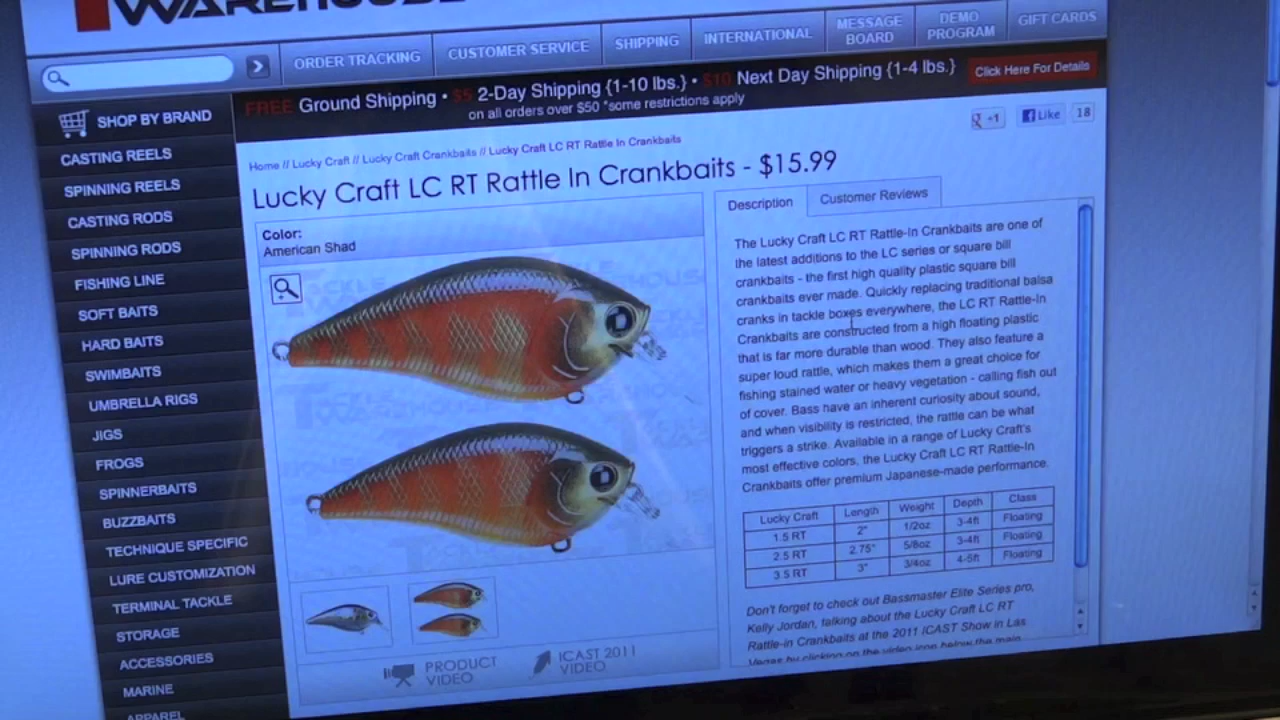 WAREHOUSE
ORDER TRACKING
CUSTOMER SERVICE
SHIPPING
INTERNATIONAL
MESSAGE
BOARD
DEMO
PROGRAM
GIFT CARDS
FREE Ground Shipping • $5 2-Day Shipping {1-10 lbs.} • $10 Next Day Shipping {1-4 lbs.}
on all orders over $50 *some restrictions apply
Click Here For Details
SHOP BY BRAND
CASTING REELS
SPINNING REELS
CASTING RODS
SPINNING RODS
FISHING LINE
SOFT BAITS
HARD BAITS
SWIMBAITS
UMBRELLA RIGS
JIGS
FROGS
SPINNERBAITS
BUZZBAITS
TECHNIQUE SPECIFIC
LURE CUSTOMIZATION
TERMINAL TACKLE
STORAGE
ACCESSORIES
MARINE
APPAREL
+1
Like
18
Home // Lucky Craft // Lucky Craft Crankbaits // Lucky Craft LC RT Rattle In Crankbaits
Lucky Craft LC RT Rattle In Crankbaits - $15.99
Color:
American Shad
PRODUCT
VIDEO
ICAST 2011
VIDEO
Description
Customer Reviews
The Lucky Craft LC RT Rattle-In Crankbaits are one of
the latest additions to the LC series or square bill
crankbaits - the first high quality plastic square bill
crankbaits ever made. Quickly replacing traditional balsa
cranks in tackle boxes everywhere, the LC RT Rattle-In
Crankbaits are constructed from a high floating plastic
that is far more durable than wood. They also feature a
super loud rattle, which makes them a great choice for
fishing stained water or heavy vegetation - calling fish out
of cover. Bass have an inherent curiosity about sound,
and when visibility is restricted, the rattle can be what
triggers a strike. Available in a range of Lucky Craft's
most effective colors, the Lucky Craft LC RT Rattle-In
Crankbaits offer premium Japanese-made performance.
Lucky Craft Length Weight Depth Class
1.5 RT 2" 1/2oz 3-4ft Floating
2.5 RT 2.75" 5/8oz 3-4ft Floating
3.5 RT 3" 3/4oz 4-5ft Floating
Don't forget to check out Bassmaster Elite Series pro,
Kelly Jordan, talking about the Lucky Craft LC RT
Rattle-in Crankbaits at the 2011 ICAST Show in Las
Vegas by clicking on the video icon below the main